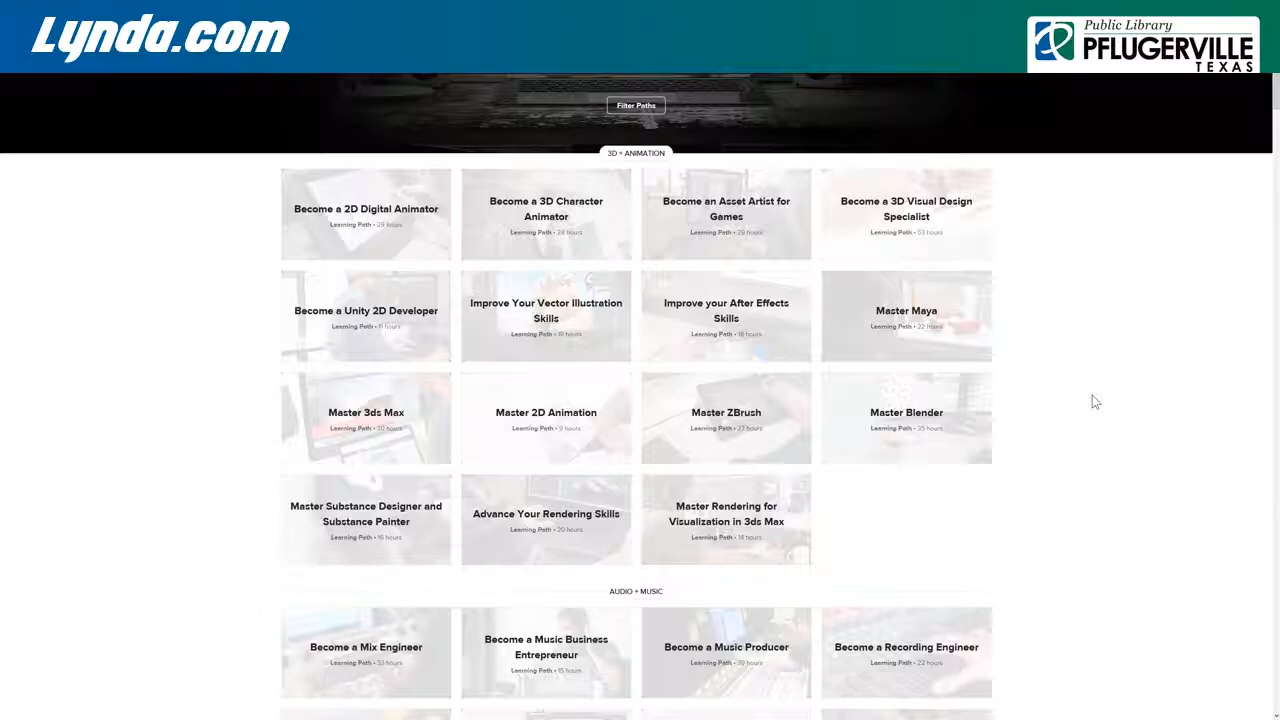 Lynda.com
Public Library
PFLUGERVILLE
TEXAS
Filter Paths
3D + ANIMATION
Become a 2D Digital Animator
Learning Path • 29 hours
Become a 3D Character
Animator
Learning Path • 28 hours
Become an Asset Artist for
Games
Learning Path • 29 hours
Become a 3D Visual Design
Specialist
Learning Path • 53 hours
Become a Unity 2D Developer
Learning Path • 11 hours
Improve Your Vector Illustration
Skills
Learning Path • 19 hours
Improve your After Effects
Skills
Learning Path • 18 hours
Master Maya
Learning Path • 22 hours
Master 3ds Max
Learning Path • 30 hours
Master 2D Animation
Learning Path • 9 hours
Master ZBrush
Learning Path • 27 hours
Master Blender
Learning Path • 35 hours
Master Substance Designer and
Substance Painter
Learning Path • 16 hours
Advance Your Rendering Skills
Learning Path • 20 hours
Master Rendering for
Visualization in 3ds Max
Learning Path • 14 hours
AUDIO + MUSIC
Become a Mix Engineer
Learning Path • 33 hours
Become a Music Business
Entrepreneur
Learning Path • 15 hours
Become a Music Producer
Learning Path • 39 hours
Become a Recording Engineer
Learning Path • 22 hours